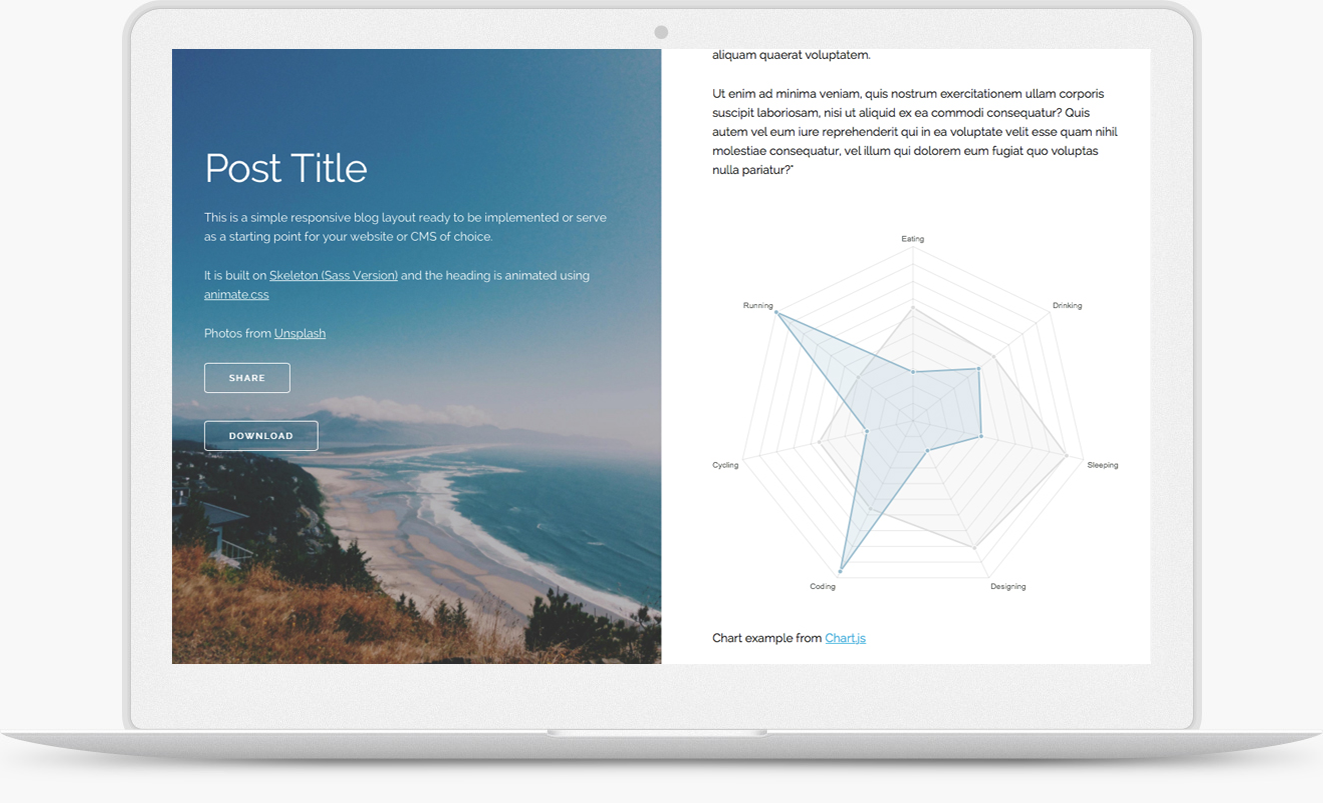 Post Title
This is a simple responsive blog layout ready to be implemented or serve
as a starting point for your website or CMS of choice.
It is built on Skeleton (Sass Version) and the heading is animated using
animate.css
Photos from Unsplash
SHARE
DOWNLOAD
aliquam quaerat voluptatem.
Ut enim ad minima veniam, quis nostrum exercitationem ullam corporis
suscipit laboriosam, nisi ut aliquid ex ea commodi consequatur? Quis
autem vel eum iure reprehenderit qui in ea voluptate velit esse quam nihil
molestiae consequatur, vel illum qui dolorem eum fugiat quo voluptas
nulla pariatur?"
Eating
Running
Drinking
Cycling
Sleeping
Coding
Designing
Chart example from Chart.js